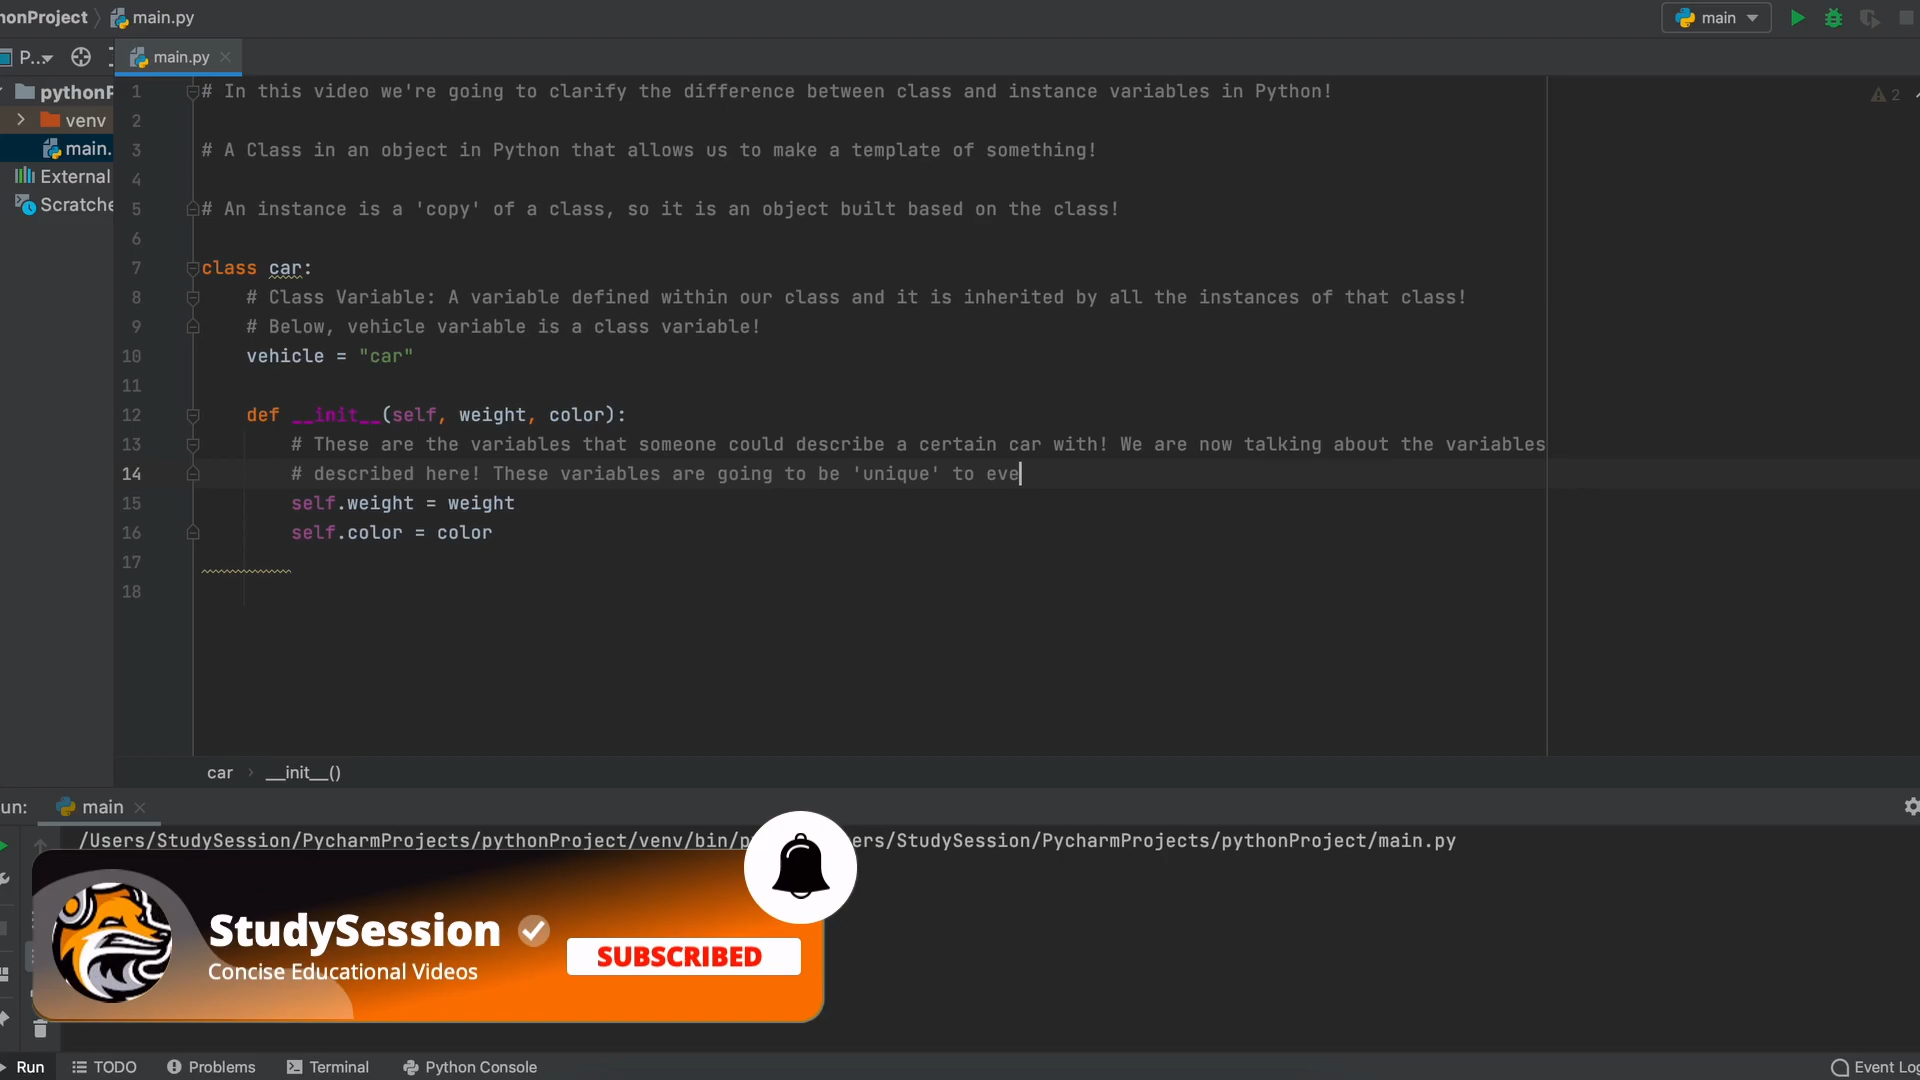 onProject main.py
main
P... main.py
pythonP
venv
main.
External
Scratche
2
1 # In this video we're going to clarify the difference between class and instance variables in Python!
2
3 # A Class in an object in Python that allows us to make a template of something!
4
5 # An instance is a 'copy' of a class, so it is an object built based on the class!
6
7 class car:
8 # Class Variable: A variable defined within our class and it is inherited by all the instances of that class!
9 # Below, vehicle variable is a class variable!
10 vehicle = "car"
11
12 def __init__(self, weight, color):
13 # These are the variables that someone could describe a certain car with! We are now talking about the variables
14 # described here! These variables are going to be 'unique' to eve
15 self.weight = weight
16 self.color = color
17
18
car › __init__()
un: main
/Users/StudySession/PycharmProjects/pythonProject/venv/bin/p ers/StudySession/PycharmProjects/pythonProject/main.py
StudySession
Concise Educational Videos
SUBSCRIBED
Run TODO Problems Terminal Python Console Event Log